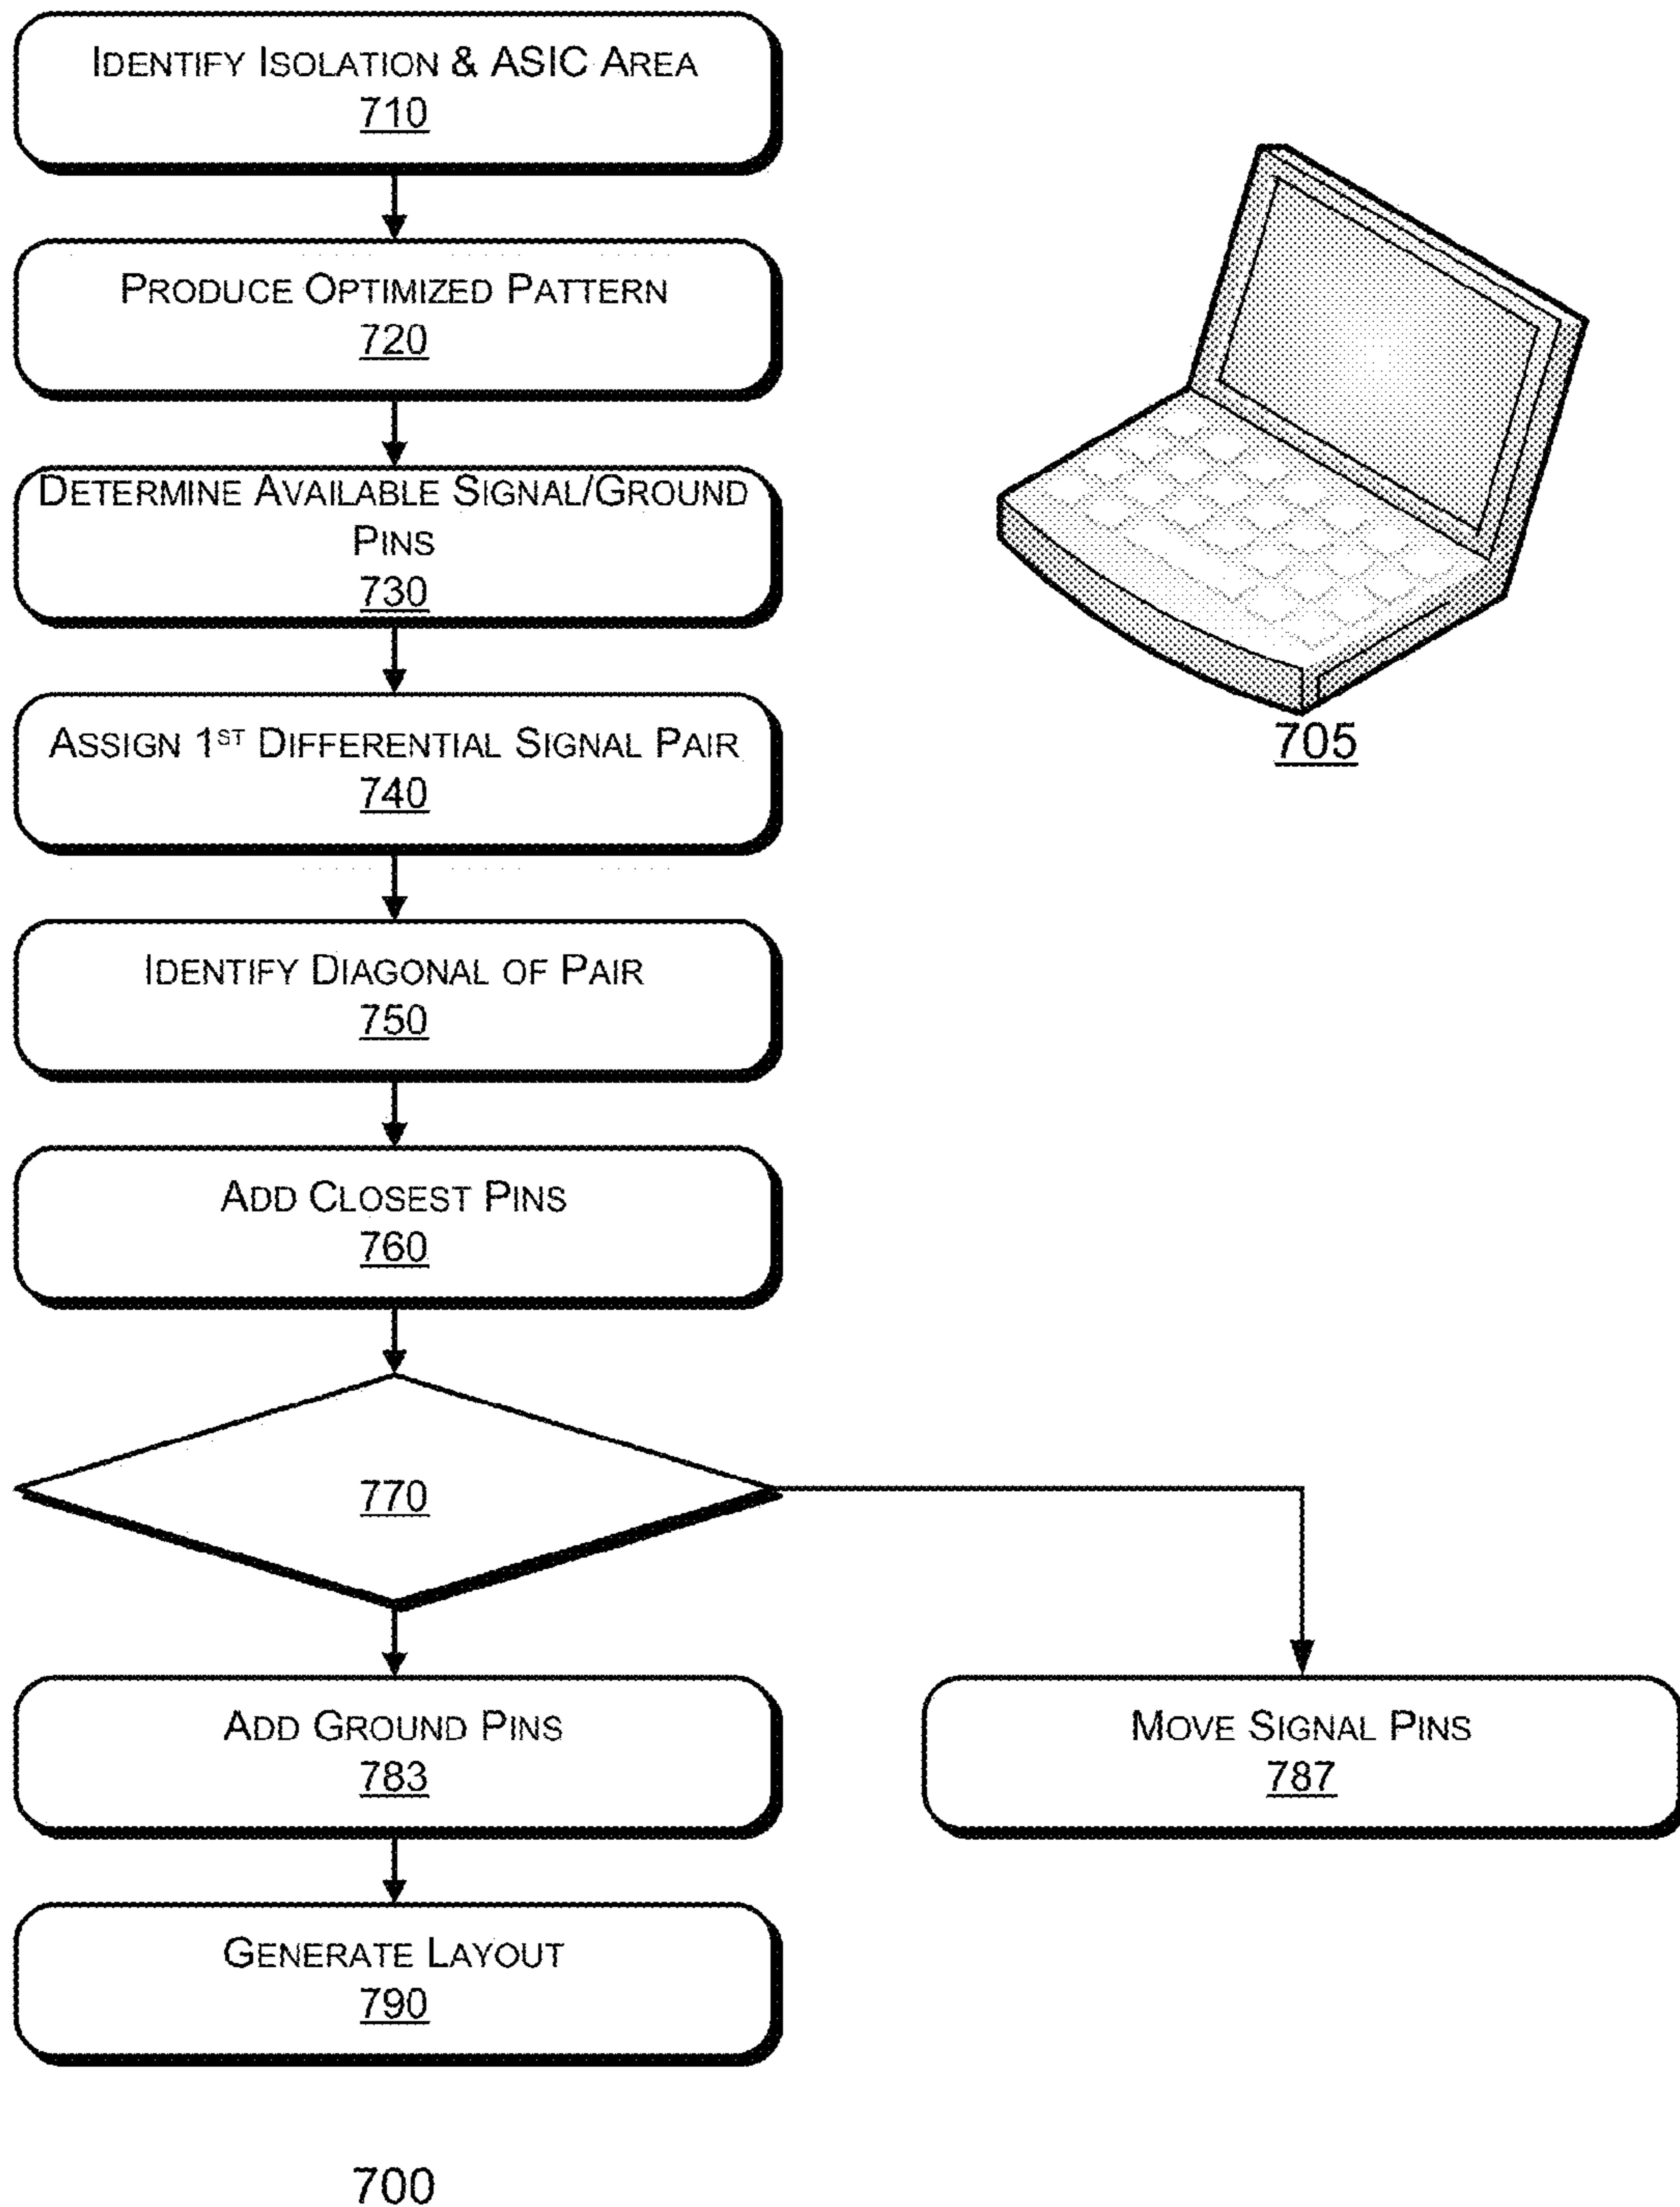 IDENTIFY ISOLATION & ASIC AREA
710
PRODUCE OPTIMIZED PATTERN
720
DETERMINE AVAILABLE SIGNAL/GROUND
PINS
730
ASSIGN 1ST DIFFERENTIAL SIGNAL PAIR
740
705
IDENTIFY DIAGONAL OF PAIR
750
ADD CLOSEST PINS
760
770
ADD GROUND PINS
783
MOVE SIGNAL PINS
787
GENERATE LAYOUT
790
700